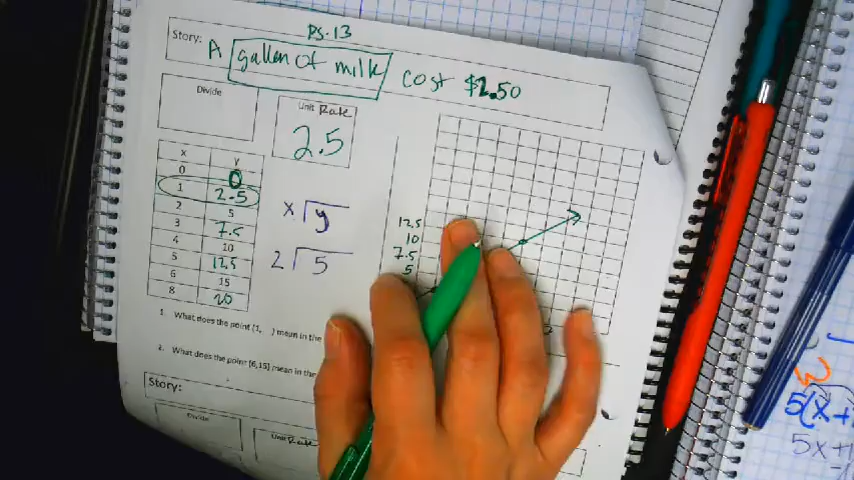 Ps. 13
Story: A gallon of milk cost $2.50
Divide
Unit Rate
2.5
x y
0 0
1 2.5
2 5
3 7.5
4 10
5 12.5
6 15
8 20
x y
2 5
12.5
10
7.5
5
1. What does the point (1, ) mean in the
2. What does the point (6,15) mean in the
Story:
Divide
Unit Rate
5(x+
5x+